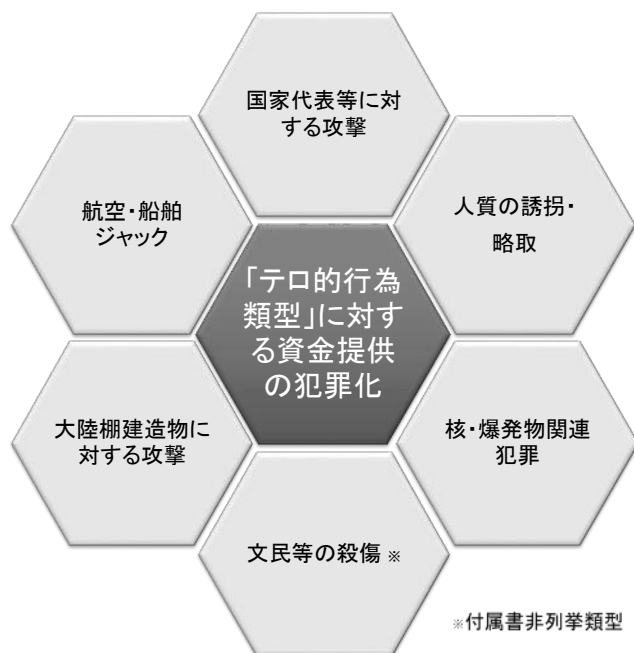 国家代表等に対
する攻撃
航空・船舶
ジャック
人質の誘拐・
略取
「テロ的行為
類型」に対す
る資金提供
の犯罪化
大陸棚建造物に
対する攻撃
核・爆発物関連
犯罪
文民等の殺傷 ※
※付属書非列挙類型